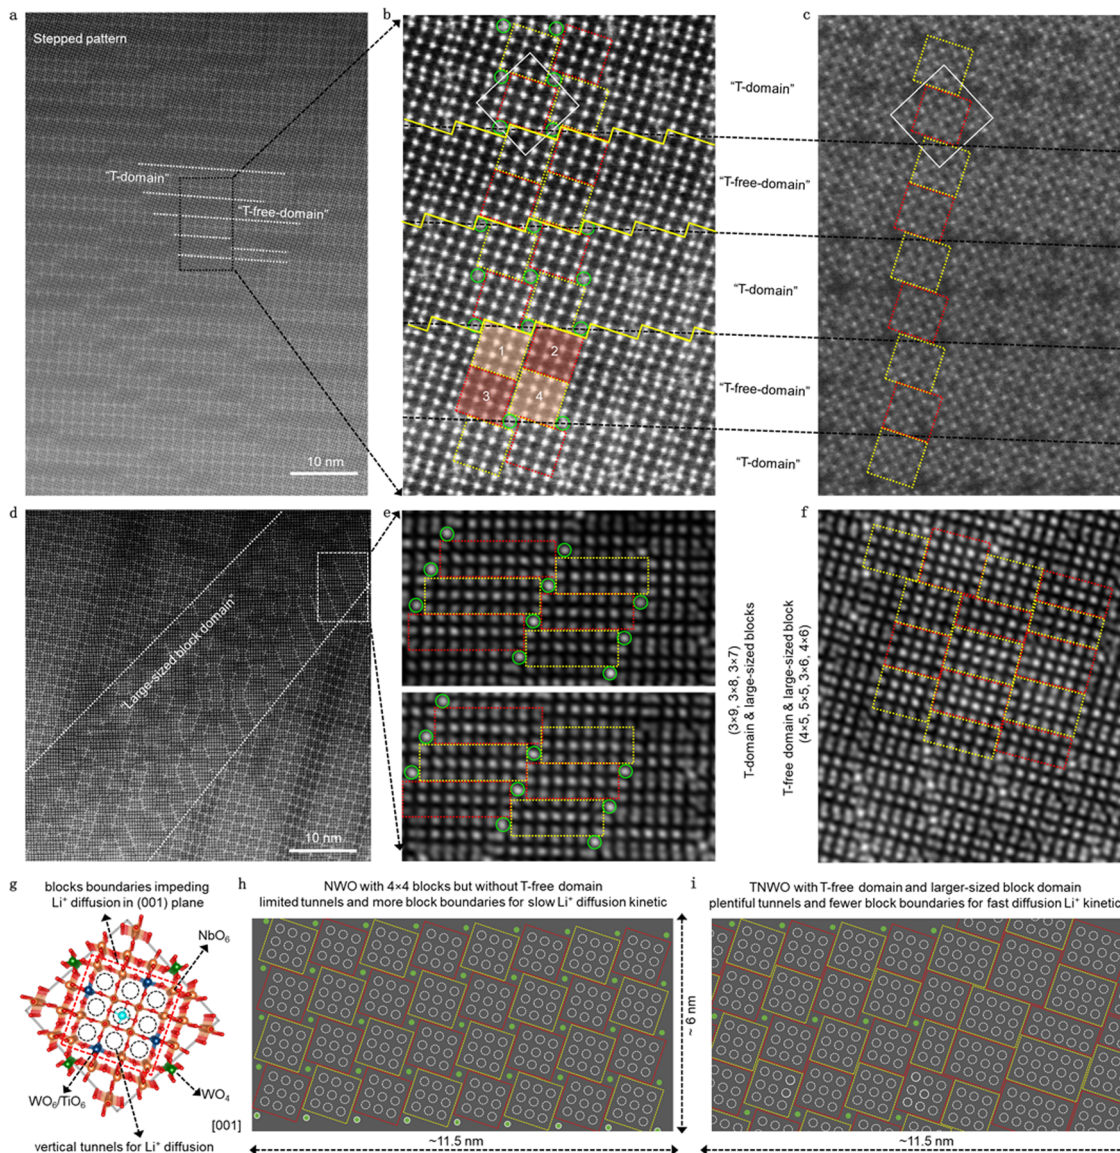 a
Stepped pattern
"T-domain"
"T-free-domain"
10 nm
b
1
2
3
4
"T-domain"
"T-free-domain"
"T-domain"
"T-free-domain"
"T-domain"
c
d
"Large-sized block domain"
10 nm
e
(3×9, 3×8, 3×7)
T-domain & large-sized blocks
T-free domain & large-sized block
(4×5, 5×5, 3×6, 4×6)
f
g
blocks boundaries impeding
Li⁺ diffusion in (001) plane
NbO₆
WO₆/TiO₆
WO₄
[001]
vertical tunnels for Li⁺ diffusion
h
NWO with 4×4 blocks but without T-free domain
limited tunnels and more block boundaries for slow Li⁺ diffusion kinetic
~11.5 nm
~ 6 nm
i
TNWO with T-free domain and larger-sized block domain
plentiful tunnels and fewer block boundaries for fast diffusion Li⁺ kinetic
~11.5 nm